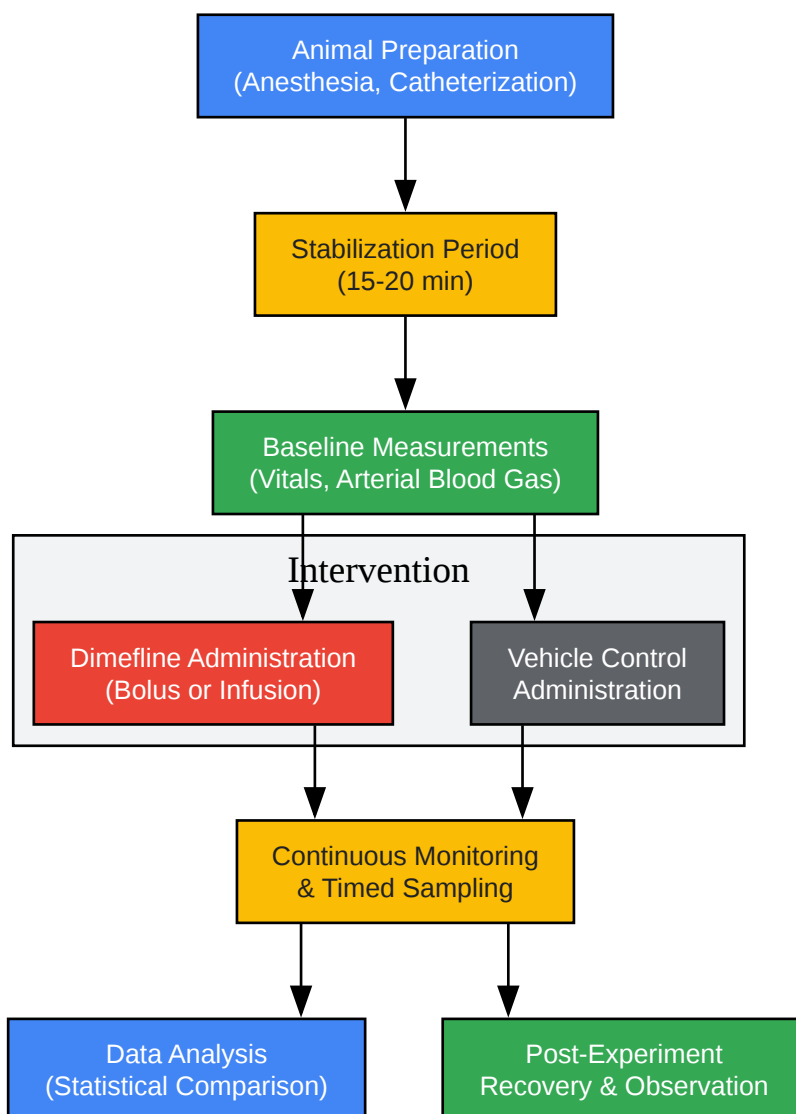 Animal Preparation
(Anesthesia, Catheterization)
Stabilization Period
(15-20 min)
Baseline Measurements
(Vitals, Arterial Blood Gas)
Intervention
Dimefline Administration
(Bolus or Infusion)
Vehicle Control
Administration
Continuous Monitoring
& Timed Sampling
Data Analysis
(Statistical Comparison)
Post-Experiment
Recovery & Observation